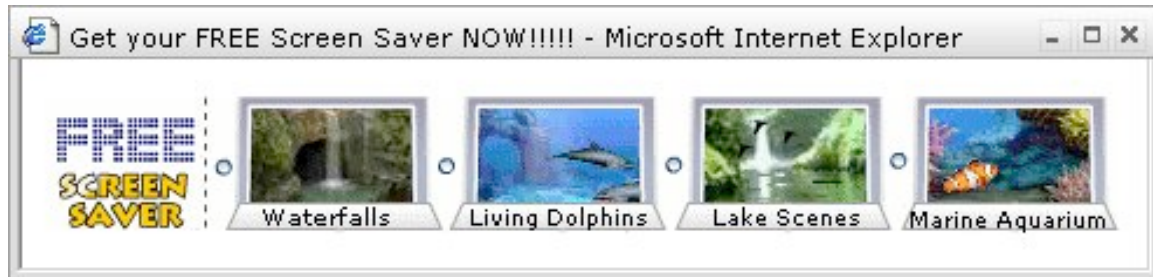 Get your FREE Screen Saver NOW!!!!! - Microsoft Internet Explorer
FREE
SCREEN
SAVER
Waterfalls
Living Dolphins
Lake Scenes
Marine Aquarium